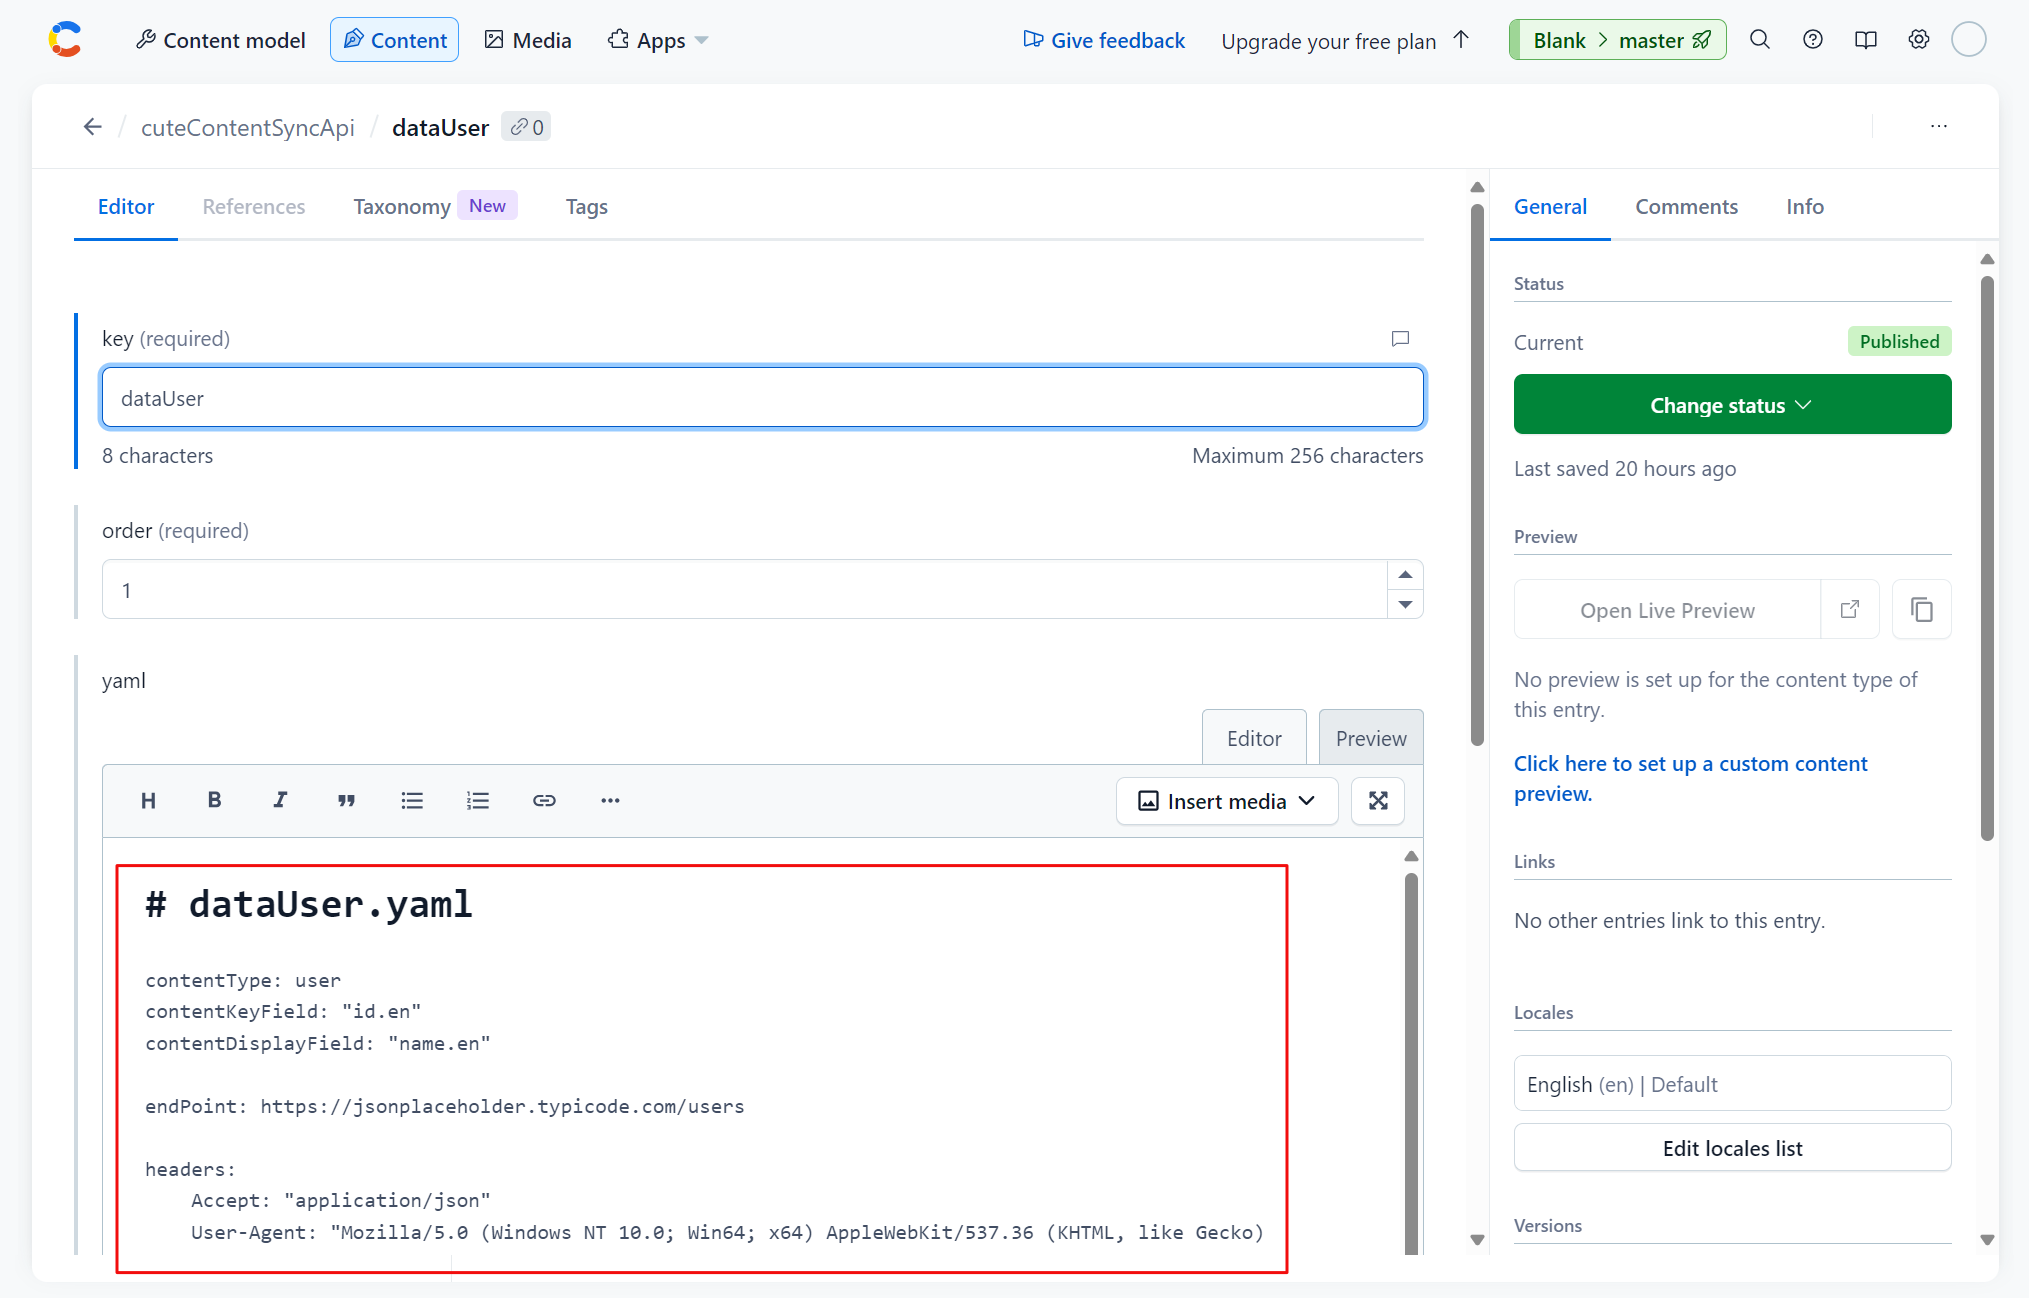 Content model
Content
Media
Apps
Give feedback
Upgrade your free plan
Blank > master
/ cuteContentSyncApi / dataUser 0
...
Editor
References
Taxonomy New
Tags
key (required)
dataUser
8 characters
Maximum 256 characters
order (required)
1
yaml
Editor
Preview
H B I
Insert media
# dataUser.yaml
contentType: user
contentKeyField: "id.en"
contentDisplayField: "name.en"
endPoint: https://jsonplaceholder.typicode.com/users
headers:
Accept: "application/json"
User-Agent: "Mozilla/5.0 (Windows NT 10.0; Win64; x64) AppleWebKit/537.36 (KHTML, like Gecko)
General
Comments
Info
Status
Current
Published
Change status
Last saved 20 hours ago
Preview
Open Live Preview
No preview is set up for the content type of
this entry.
Click here to set up a custom content
preview.
Links
No other entries link to this entry.
Locales
English (en) | Default
Edit locales list
Versions